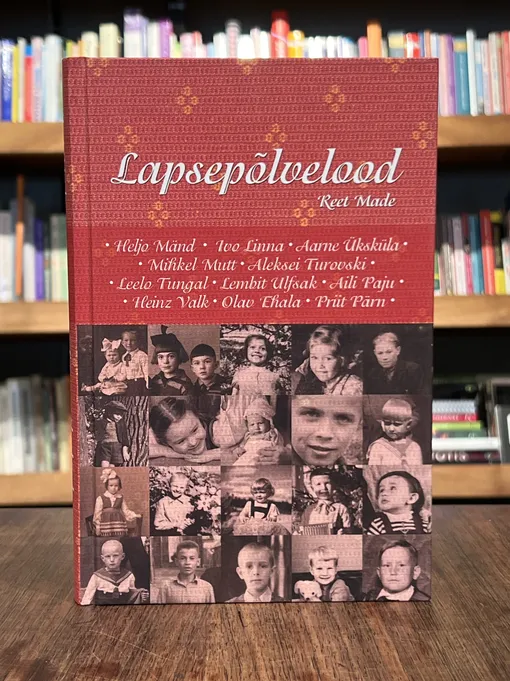 Lapsepõlvelood
Reet Made
• Heljo Mänd • Ivo Linna • Aarne Üksküla •
• Mihkel Mutt • Aleksei Turovski •
• Leelo Tungal • Lembit Ulfsak • Aili Paju •
• Heinz Valk • Olav Ehala • Priit Pärn •